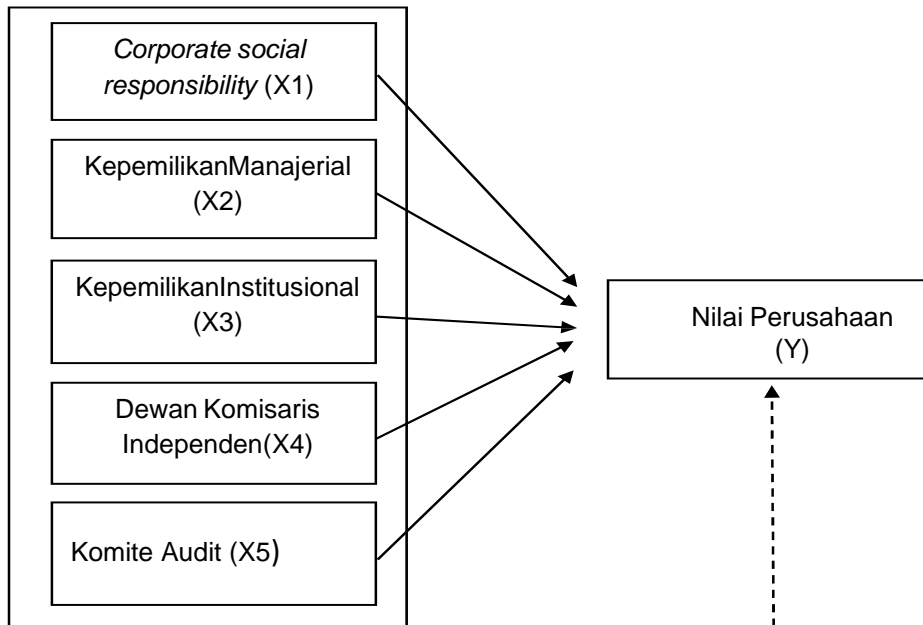 Corporate social
responsibility (X1)
KepemilikanManajerial
(X2)
KepemilikanInstitusional
(X3)
Dewan Komisaris
Independen(X4)
Komite Audit (X5)
Nilai Perusahaan
(Y)